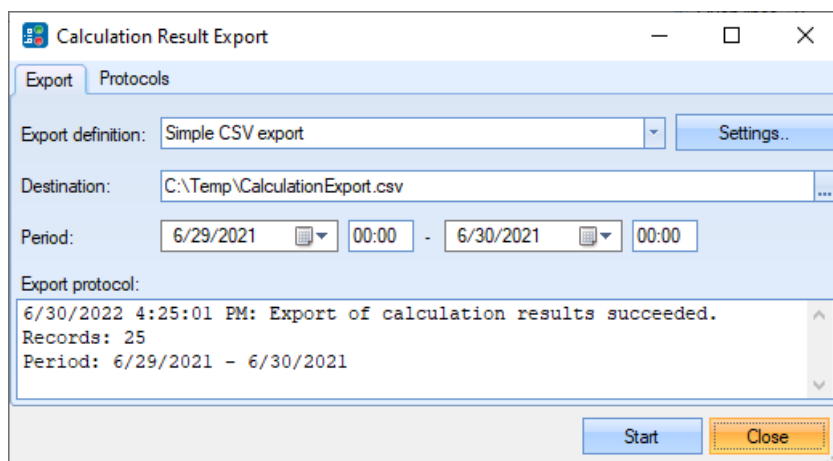 Calculation Result Export
Export Protocols
Export definition: Simple CSV export Settings..
Destination: C:\Temp\CalculationExport.csv ...
Period: 6/29/2021 00:00 - 6/30/2021 00:00
Export protocol:
6/30/2022 4:25:01 PM: Export of calculation results succeeded.
Records: 25
Period: 6/29/2021 - 6/30/2021
Start Close